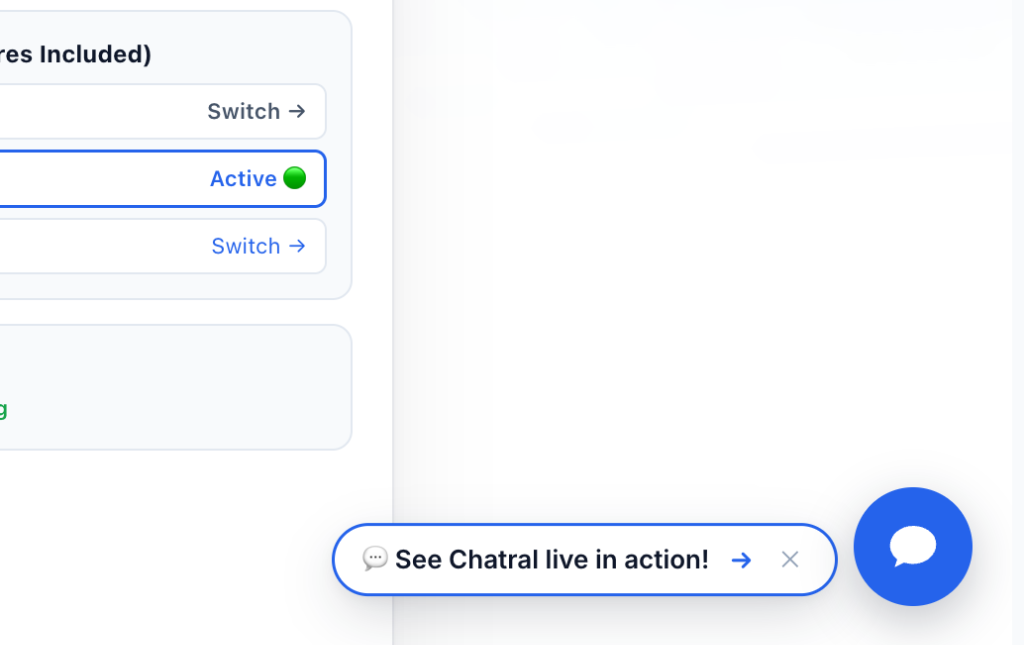 res Included)
Switch →
Active
Switch →
g
See Chatral live in action! →